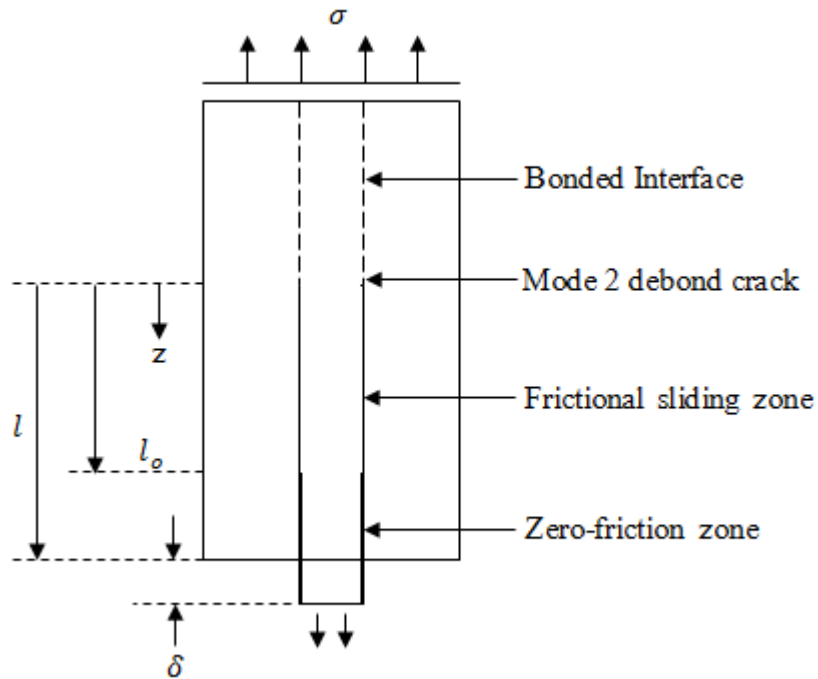 σ
Bonded Interface
Mode 2 debond crack
z
Frictional sliding zone
l
lₒ
Zero-friction zone
δ